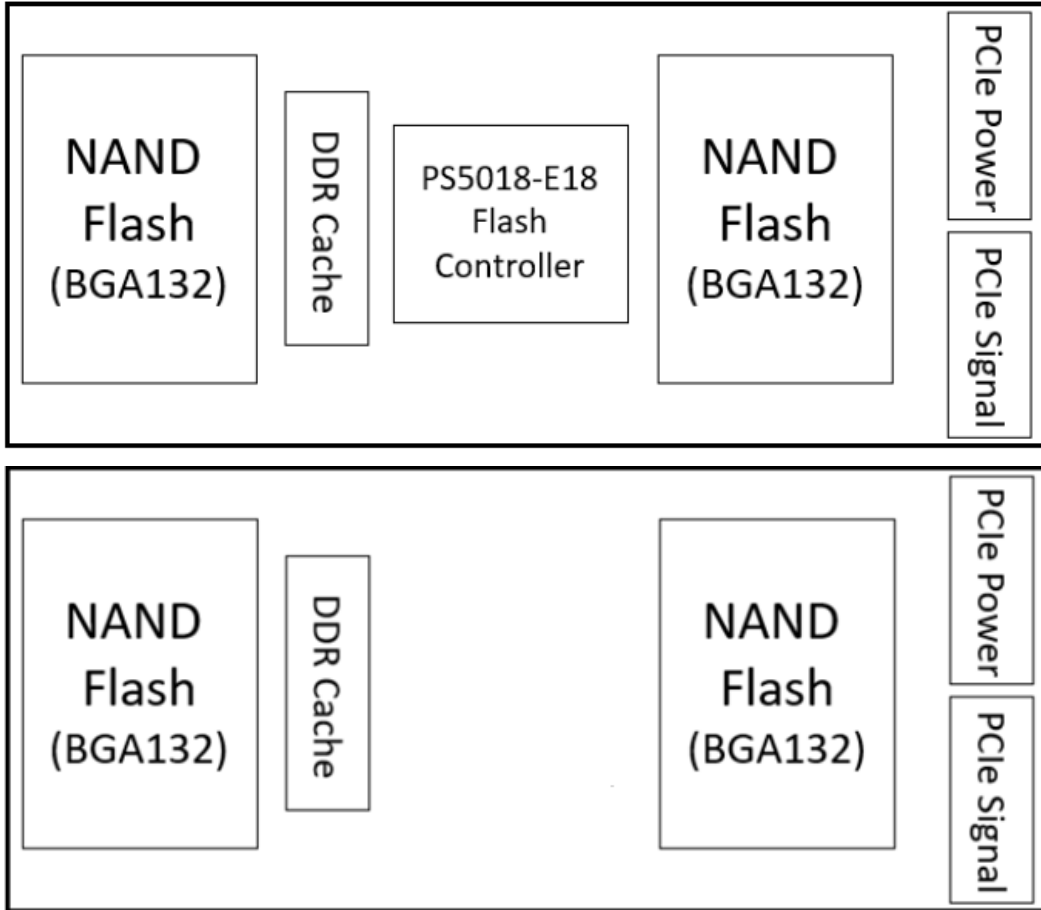 NAND
Flash
(BGA132)
DDR Cache
PS5018-E18
Flash
Controller
NAND
Flash
(BGA132)
PCIe Power
PCIe Signal
NAND
Flash
(BGA132)
DDR Cache
NAND
Flash
(BGA132)
PCIe Power
PCIe Signal